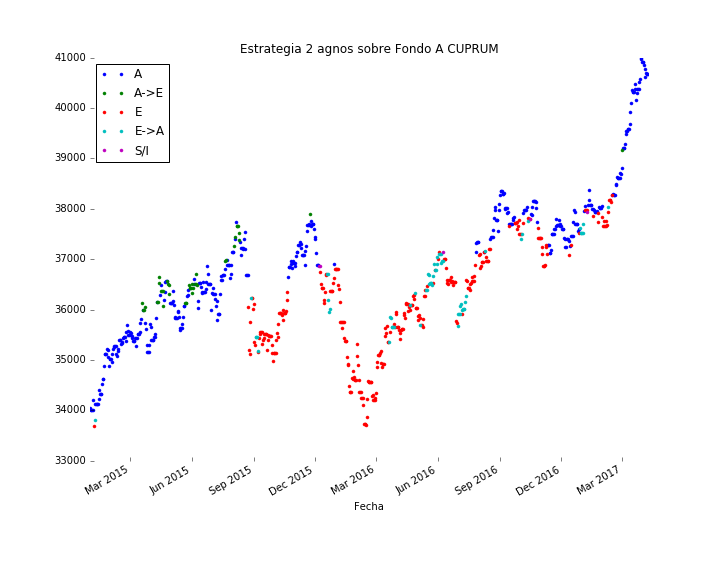 Estrategia 2 agnos sobre Fondo A CUPRUM
41000
40000
39000
38000
37000
36000
35000
34000
33000
A
A->E
E
E->A
S/I
Mar 2015
Jun 2015
Sep 2015
Dec 2015
Mar 2016
Jun 2016
Sep 2016
Dec 2016
Mar 2017
Fecha